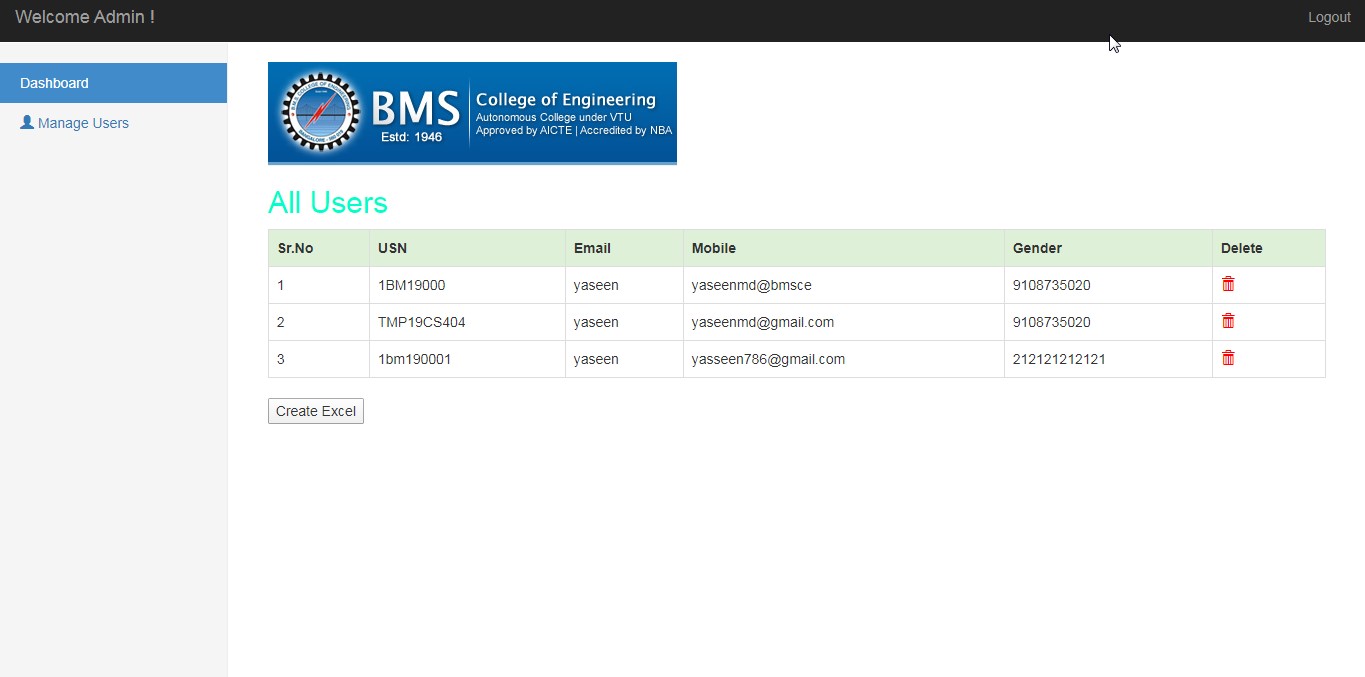 Welcome Admin !
Logout
Dashboard
Manage Users
BMS
Estd: 1946
College of Engineering
Autonomous College under VTU
Approved by AICTE | Accredited by NBA
All Users
Sr.No USN Email Mobile Gender Delete
1 1BM19000 yaseen yaseenmd@bmsce 9108735020
2 TMP19CS404 yaseen yaseenmd@gmail.com 9108735020
3 1bm190001 yaseen yasseen786@gmail.com 212121212121
Create Excel